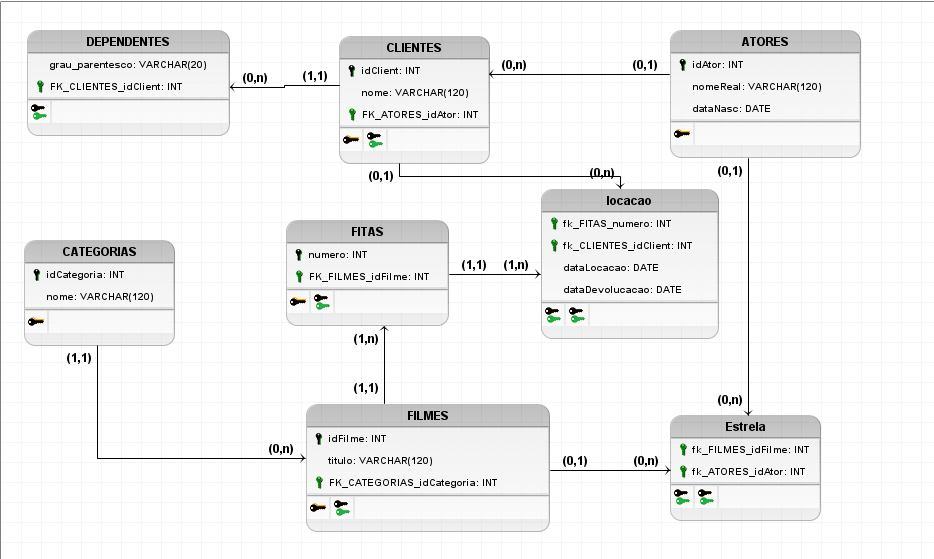 DEPENDENTES
grau_parentesco: VARCHAR(20)
FK_CLIENTES_idClient: INT
(0,n)
(1,1)
CLIENTES
idClient: INT
nome: VARCHAR(120)
FK_ATORES_idAtor: INT
(0,n)
(0,1)
ATORES
idAtor: INT
nomeReal: VARCHAR(120)
dataNasc: DATE
(0,1)
(0,n)
(0,1)
locacao
fk_FITAS_numero: INT
fk_CLIENTES_idClient: INT
dataLocacao: DATE
dataDevolucacao: DATE
FITAS
numero: INT
FK_FILMES_idFilme: INT
(1,1)
(1,n)
CATEGORIAS
idCategoria: INT
nome: VARCHAR(120)
(1,1)
(1,n)
(1,1)
(0,n)
FILMES
idFilme: INT
titulo: VARCHAR(120)
FK_CATEGORIAS_idCategoria: INT
(0,1)
(0,n)
(0,n)
Estrela
fk_FILMES_idFilme: INT
fk_ATORES_idAtor: INT